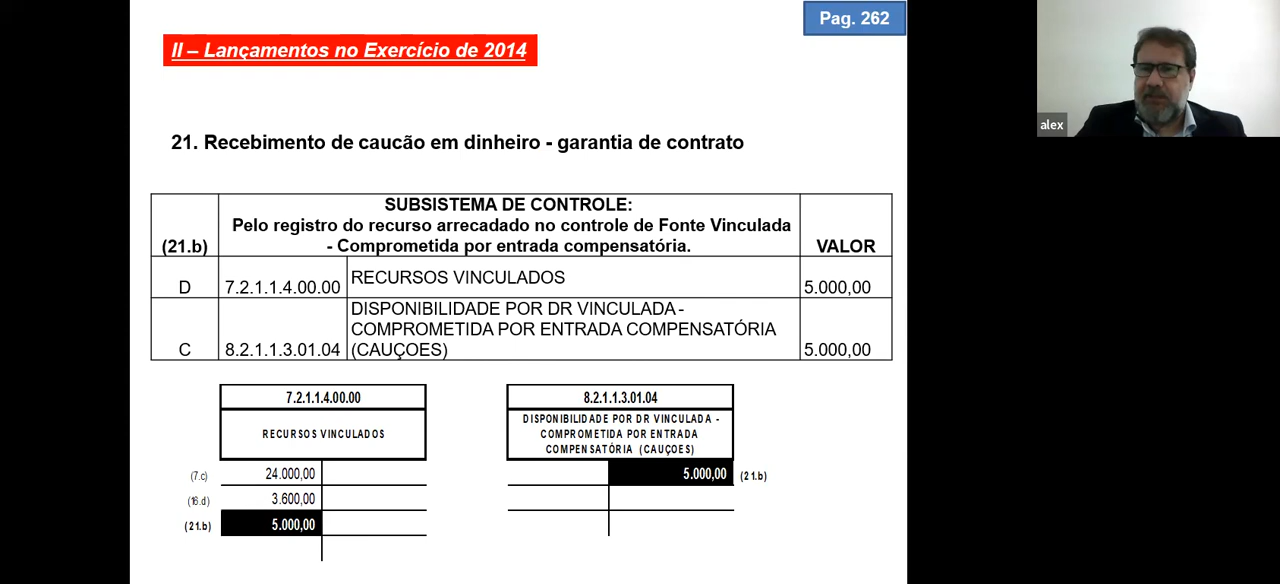 Pag. 262
II – Lançamentos no Exercício de 2014
alex
21. Recebimento de caucão em dinheiro - garantia de contrato
SUBSISTEMA DE CONTROLE:
Pelo registro do recurso arrecadado no controle de Fonte Vinculada
(21.b) - Comprometida por entrada compensatória. VALOR
D 7.2.1.1.4.00.00 RECURSOS VINCULADOS 5.000,00
DISPONIBILIDADE POR DR VINCULADA -
COMPROMETIDA POR ENTRADA COMPENSATÓRIA
C 8.2.1.1.3.01.04 (CAUÇOES) 5.000,00
7.2.1.1.4.00.00
RECURSOS VINCULADOS
(7.c) 24.000,00
(16.d) 3.600,00
(21.b) 5.000,00
8.2.1.1.3.01.04
DISPONIBILIDADE POR DR VINCULADA -
COMPROMETIDA POR ENTRADA
COMPENSATÓRIA (CAUÇOES)
5.000,00 (21.b)